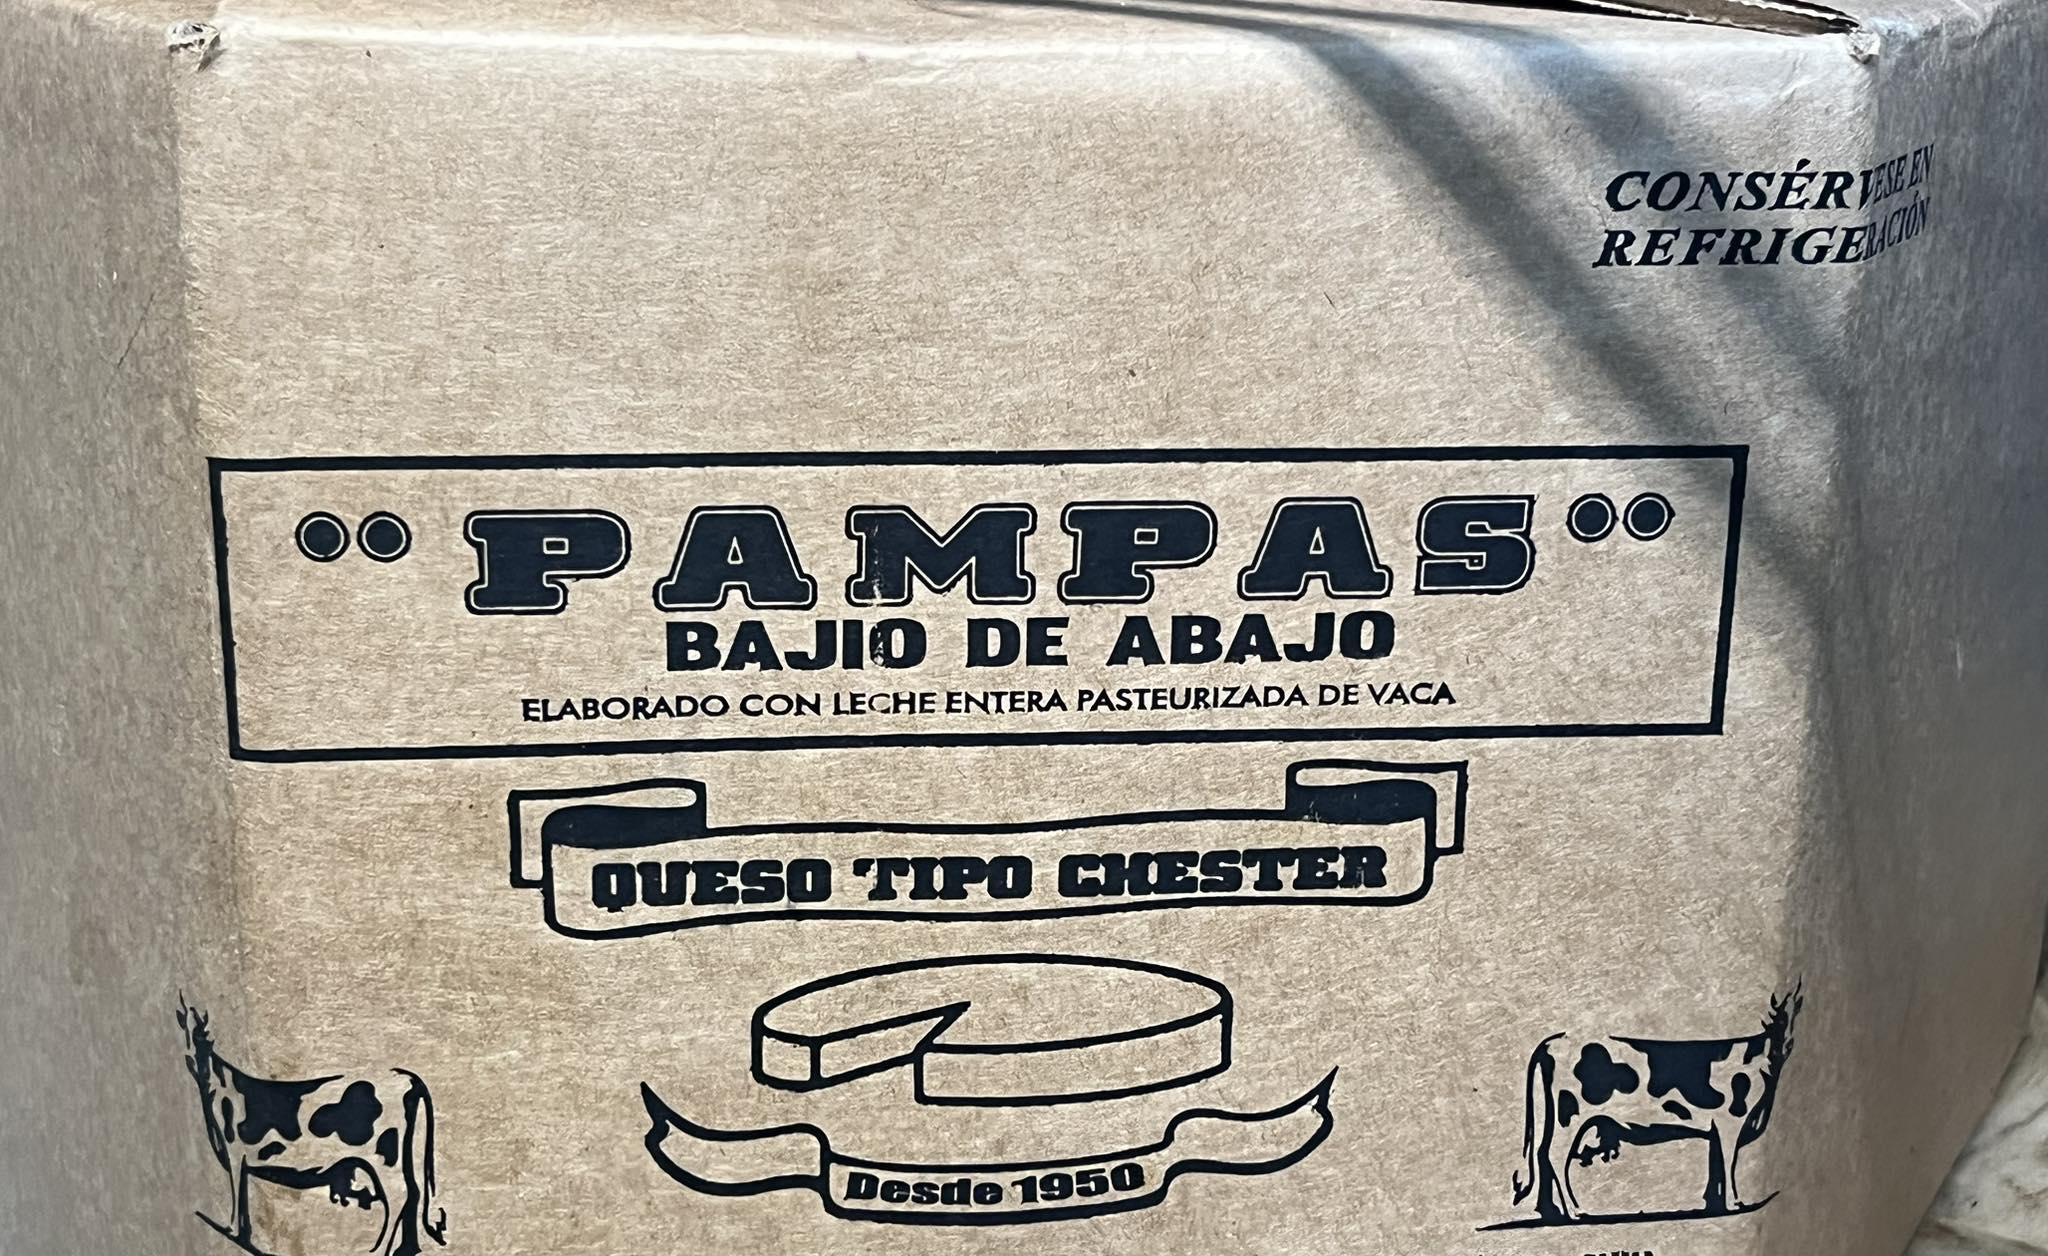 CONSÉRVESE EN
REFRIGERACIÓN
"PAMPAS"
BAJIO DE ABAJO
ELABORADO CON LECHE ENTERA PASTEURIZADA DE VACA
QUESO TIPO CHESTER
Desde 1950